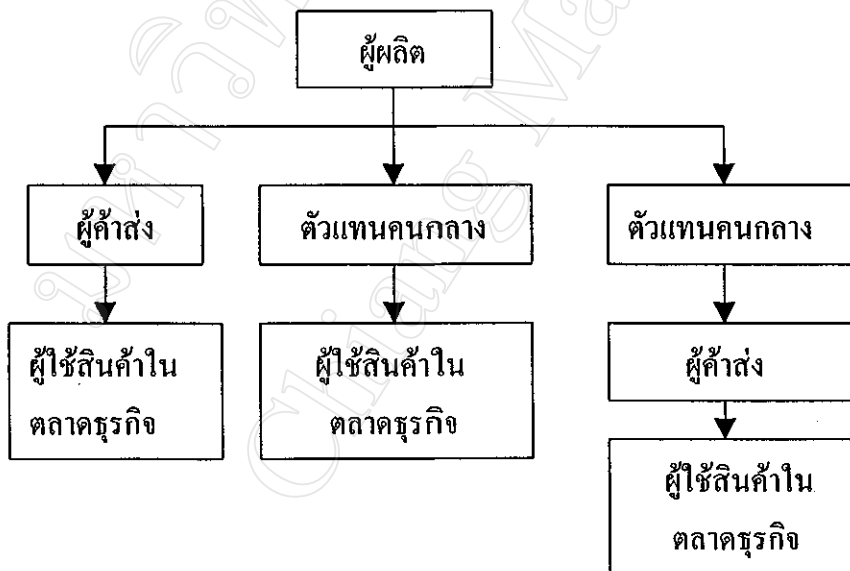 ผู้ผลิต
ผู้ค้าส่ง
ตัวแทนคนกลาง
ตัวแทนคนกลาง
ผู้ใช้สินค้าใน
ตลาดธุรกิจ
ผู้ใช้สินค้าใน
ตลาดธุรกิจ
ผู้ค้าส่ง
ผู้ใช้สินค้าใน
ตลาดธุรกิจ
Chiang Ma